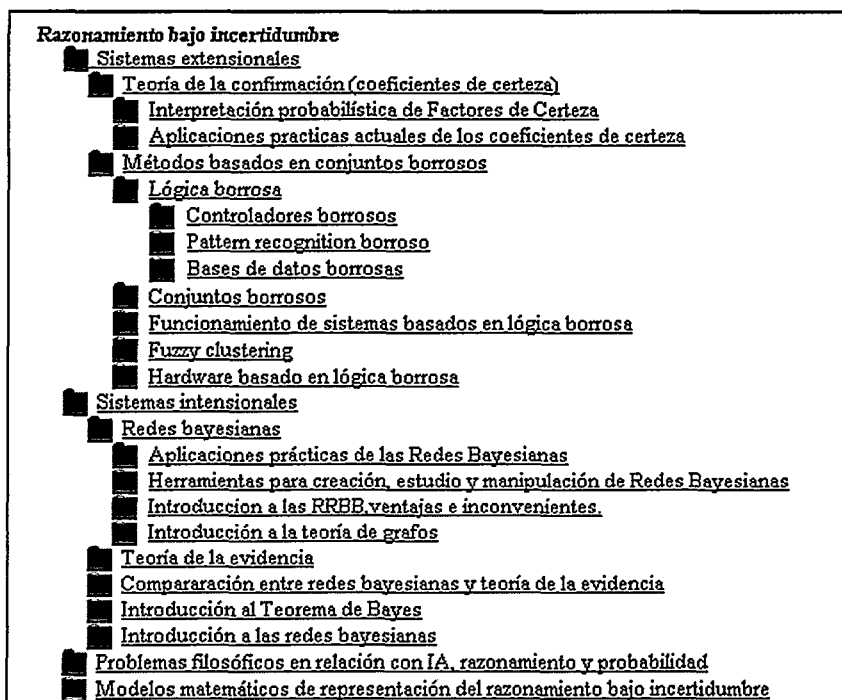 Razonamiento bajo incertidumbre
Sistemas extensionales
Teoría de la confirmación (coeficientes de certeza)
Interpretación probabilística de Factores de Certeza
Aplicaciones practicas actuales de los coeficientes de certeza
Métodos basados en conjuntos borrosos
Lógica borrosa
Controladores borrosos
Pattern recognition borroso
Bases de datos borrosas
Conjuntos borrosos
Funcionamiento de sistemas basados en lógica borrosa
Fuzzy clustering
Hardware basado en lógica borrosa
Sistemas intensionales
Redes bayesianas
Aplicaciones prácticas de las Redes Bayesianas
Herramientas para creación, estudio y manipulación de Redes Bayesianas
Introduccion a las RRBB,ventajas e inconvenientes.
Introducción a la teoría de grafos
Teoría de la evidencia
Compararación entre redes bayesianas y teoría de la evidencia
Introducción al Teorema de Bayes
Introducción a las redes bayesianas
Problemas filosóficos en relación con IA, razonamiento y probabilidad
Modelos matemáticos de representación del razonamiento bajo incertidumbre